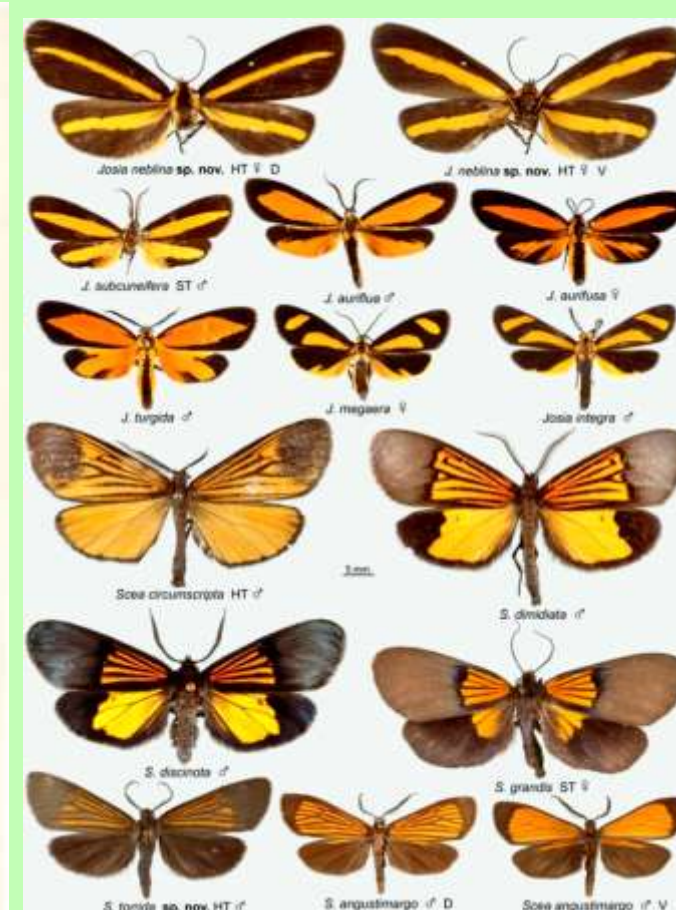 Josia neblina sp. nov. HT ♀ D
J. neblina sp. nov. HT ♀ V
J. subcuneifera ST ♂
J. auriflua ♂
J. aurifusa ♀
J. turgida ♂
J. megaera ♀
Josia integra ♂
Scea circumscripta HT ♂
5 mm
S. dimidiata ♂
S. discinota ♂
S. grandis ST ♀
S. torrida sp. nov. HT ♂
S. angustimargo ♂ D
Scea angustimargo ♂ V